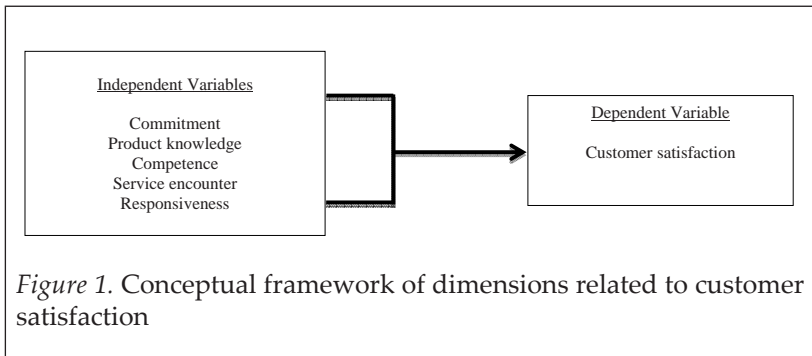 Independent Variables
Commitment
Product knowledge
Competence
Service encounter
Responsiveness
Dependent Variable
Customer satisfaction
Figure 1. Conceptual framework of dimensions related to customer
satisfaction